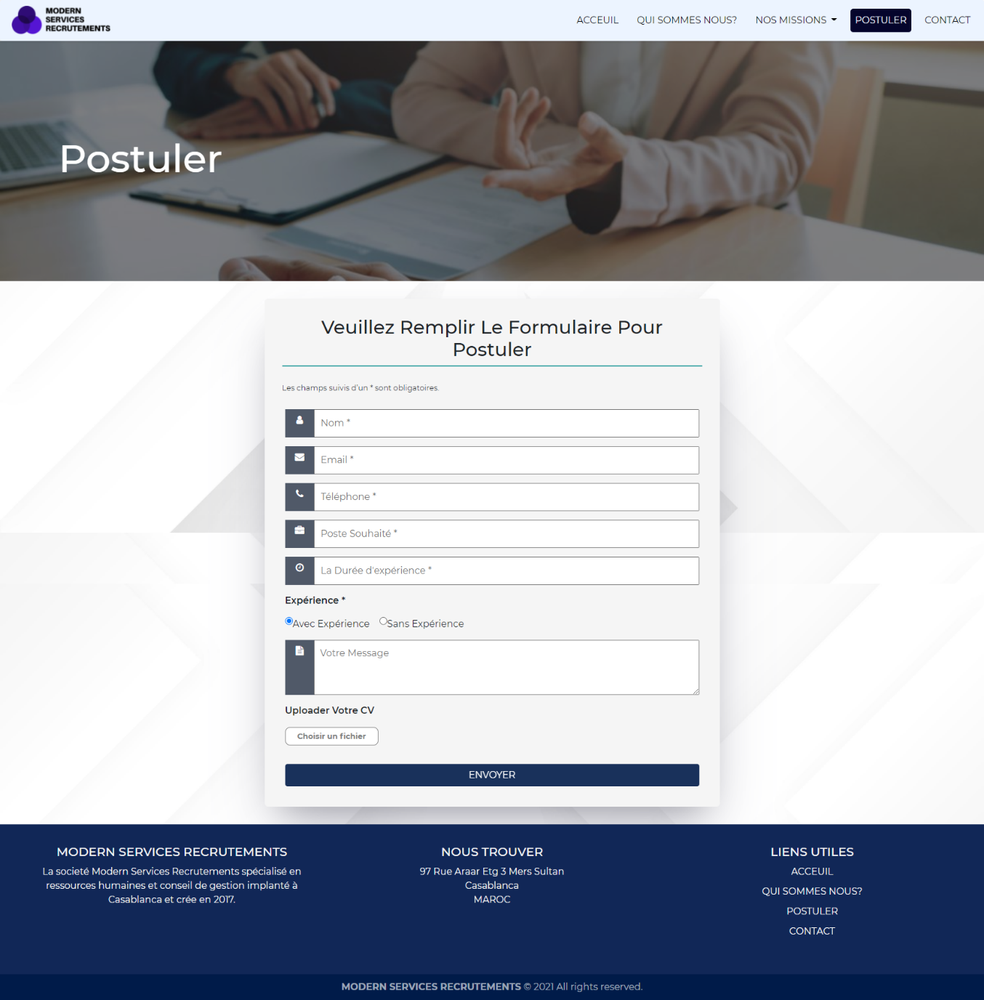 MODERN
SERVICES
RECRUTEMENTS
ACCEUIL
QUI SOMMES NOUS?
NOS MISSIONS
POSTULER
CONTACT
Postuler
Veuillez Remplir Le Formulaire Pour
Postuler
Les champs suivis d'un * sont obligatoires.
Nom *
Email *
Téléphone *
Poste Souhaité *
La Durée d'expérience *
Expérience *
Avec Expérience
Sans Expérience
Votre Message
Uploader Votre CV
Choisir un fichier
ENVOYER
MODERN SERVICES RECRUTEMENTS
La societé Modern Services Recrutements spécialisé en
ressources humaines et conseil de gestion implanté à
Casablanca et crée en 2017.
NOUS TROUVER
97 Rue Araar Etg 3 Mers Sultan
Casablanca
MAROC
LIENS UTILES
ACCEUIL
QUI SOMMES NOUS?
POSTULER
CONTACT
MODERN SERVICES RECRUTEMENTS © 2021 All rights reserved.